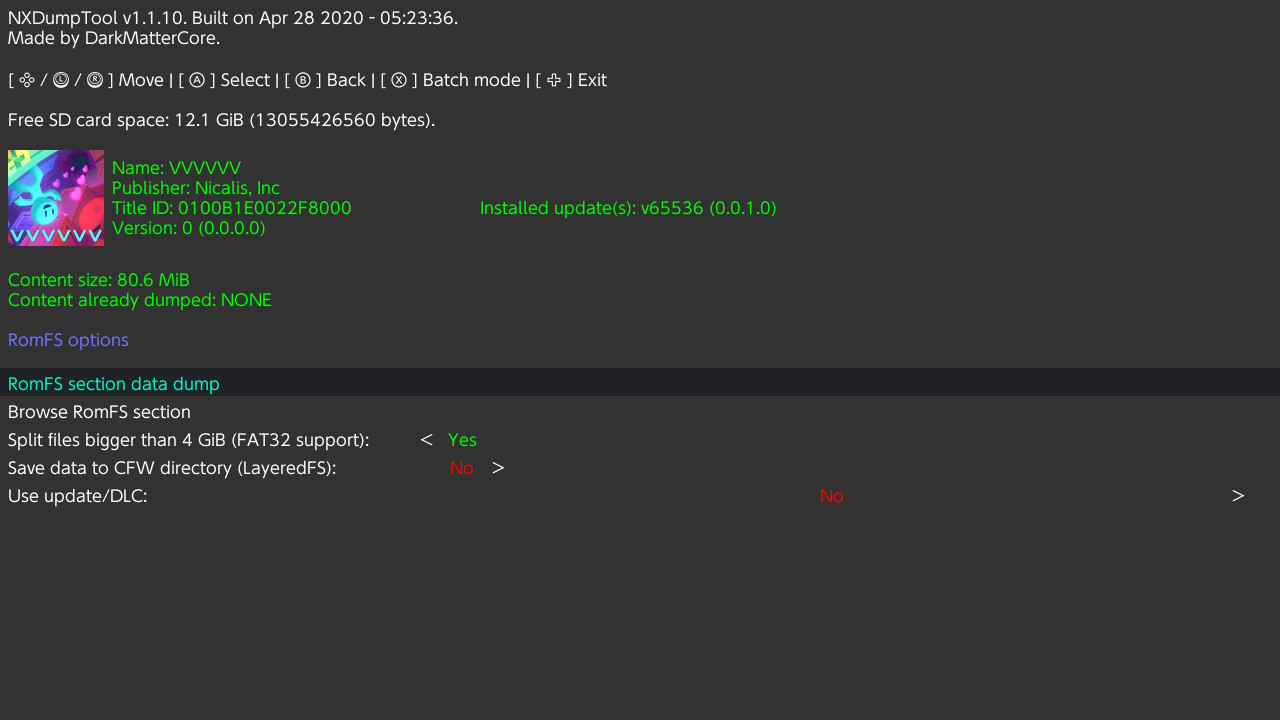 NXDumpTool v1.1.10. Built on Apr 28 2020 - 05:23:36.
Made by DarkMatterCore.
[ / L / R ] Move | [ A ] Select | [ B ] Back | [ X ] Batch mode | [ ] Exit
Free SD card space: 12.1 GiB (13055426560 bytes).
Name: VVVVVV
Publisher: Nicalis, Inc
Title ID: 0100B1E0022F8000 Installed update(s): v65536 (0.0.1.0)
Version: 0 (0.0.0.0)
VVVVVV
Content size: 80.6 MiB
Content already dumped: NONE
RomFS options
RomFS section data dump
Browse RomFS section
Split files bigger than 4 GiB (FAT32 support): < Yes
Save data to CFW directory (LayeredFS): No >
Use update/DLC: No >